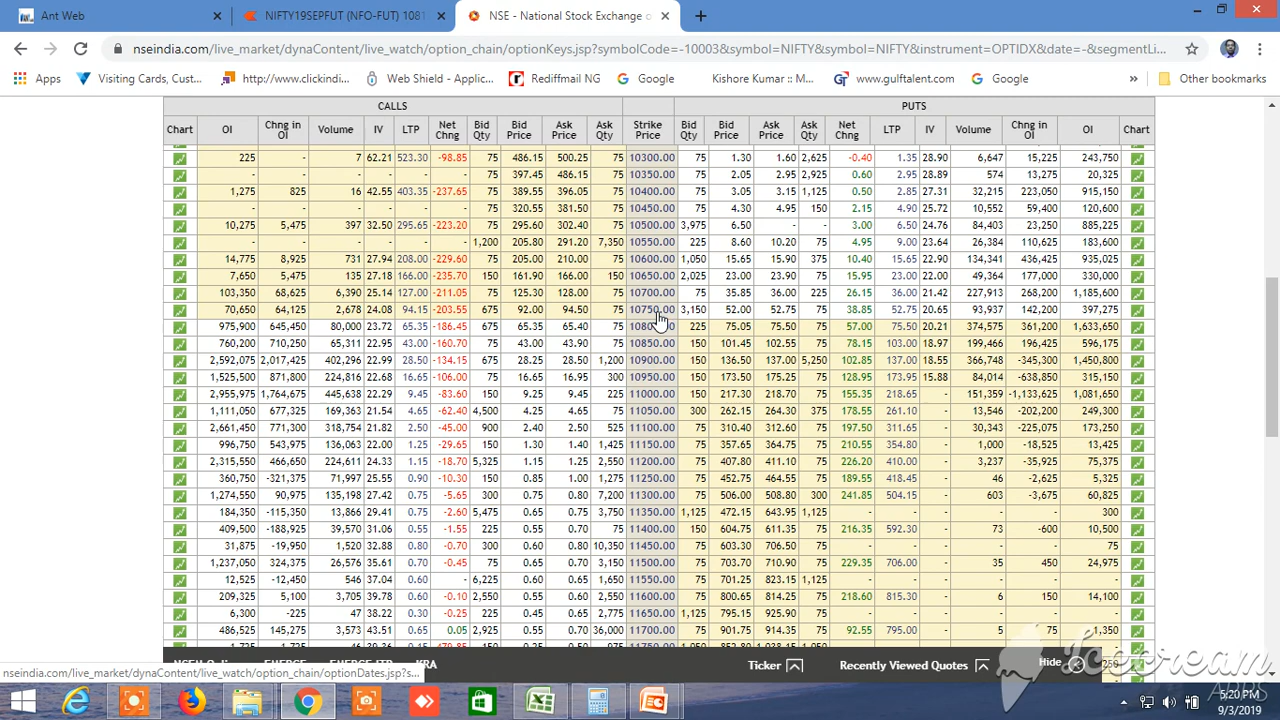 Ant Web
NIFTY19SEPFUT (NFO-FUT) 1081
NSE - National Stock Exchange o
nseindia.com/live_market/dynaContent/live_watch/option_chain/optionKeys.jsp?symbolCode=-10003&symbol=NIFTY&symbol=NIFTY&instrument=OPTIDX&date=-&segmentLi...
Apps Visiting Cards, Cust... http://www.clickindi... Web Shield - Applic... Rediffmail NG Google Kishore Kumar :: M... www.gulftalent.com Google » Other bookmarks
CALLS PUTS
Chart OI Chng in OI Volume IV LTP Net Chng Bid Qty Bid Price Ask Price Ask Qty Strike Price Bid Qty Bid Price Ask Price Ask Qty Net Chng LTP IV Volume Chng in OI OI Chart
225 - 7 62.21 523.30 -98.85 75 486.15 500.25 75 10300.00 75 1.30 1.60 2,625 -0.40 1.35 28.90 6,647 15,225 243,750
- - - - - - 75 397.45 486.15 75 10350.00 75 2.05 2.95 2,925 0.60 2.95 28.89 574 13,275 20,325
1,275 825 16 42.55 403.35 -237.65 75 389.55 396.05 75 10400.00 75 3.05 3.15 1,125 0.50 2.85 27.31 32,215 223,050 915,150
- - - - - - 75 320.55 381.50 75 10450.00 75 4.30 4.95 150 2.15 4.90 25.72 10,552 59,400 120,600
10,275 5,475 397 32.50 295.65 -223.20 75 295.60 302.40 75 10500.00 3,975 6.50 - - 3.00 6.50 24.76 84,403 23,250 885,225
- - - - - - 1,200 205.80 291.20 7,350 10550.00 225 8.60 10.20 75 4.95 9.00 23.64 26,384 110,625 183,600
14,775 8,925 731 27.94 208.00 -229.60 75 205.00 210.00 75 10600.00 1,050 15.65 15.90 375 10.40 15.65 22.90 134,341 436,425 935,025
7,650 5,475 135 27.18 166.00 -235.70 150 161.90 166.00 150 10650.00 2,025 23.00 23.90 75 15.95 23.00 22.00 49,364 177,000 330,000
103,350 68,625 6,390 25.14 127.00 -211.05 75 125.30 128.00 75 10700.00 75 35.85 36.00 225 26.15 36.00 21.42 227,913 268,200 1,185,600
70,650 64,125 2,678 24.08 94.15 -203.55 675 92.00 94.50 75 10750.00 3,150 52.00 52.75 75 38.85 52.75 20.65 93,937 142,200 397,275
975,900 645,450 80,000 23.72 65.35 -186.45 675 65.35 65.40 75 225 75.05 75.50 75 57.00 75.50 20.21 374,575 361,200 1,633,650
760,200 710,550 65,311 22.95 43.00 -160.70 75 43.00 43.90 75 10850.00 150 101.45 102.55 75 78.15 103.00 18.97 199,466 196,425 596,175
2,592,075 2,017,425 402,296 22.99 28.50 -134.15 675 28.25 28.50 1,200 10900.00 150 136.50 137.00 5,250 102.85 137.00 18.55 366,748 -345,300 1,450,800
1,525,500 871,800 224,816 22.68 16.65 -106.00 75 16.65 16.95 300 10950.00 150 173.50 175.25 75 128.95 173.95 15.88 84,014 -638,850 315,150
2,955,975 1,764,675 445,638 22.29 9.45 -83.60 150 9.25 9.45 225 11000.00 150 217.30 218.70 75 155.35 218.65 - 151,359 -1,133,625 1,081,650
1,111,050 677,325 169,363 21.54 4.65 -62.40 4,500 4.25 4.65 75 11050.00 300 262.15 264.30 375 178.55 261.10 - 13,546 -202,200 249,300
2,661,450 771,300 318,754 21.82 2.50 -45.00 900 2.40 2.50 525 11100.00 75 310.40 312.60 75 197.50 311.65 - 30,343 -225,075 173,250
996,750 543,975 136,063 22.00 1.25 -29.65 150 1.30 1.40 1,425 11150.00 75 357.65 364.75 75 210.55 354.80 - 1,000 -18,525 13,425
2,315,550 466,650 224,611 24.33 1.15 -18.70 5,325 1.15 1.25 2,550 11200.00 75 407.80 411.10 75 226.20 410.00 - 3,237 -35,925 75,375
360,750 -321,375 71,997 25.55 0.90 -10.30 150 0.85 1.00 1,275 11250.00 75 452.75 464.55 75 189.55 418.45 - 46 -2,625 5,325
1,274,550 90,975 135,198 27.42 0.75 -5.65 300 0.75 0.80 7,200 11300.00 75 506.00 508.80 300 241.85 504.15 - 603 -3,675 60,825
184,350 -115,350 13,866 29.41 0.75 -2.60 5,475 0.65 0.75 3,750 11350.00 1,125 472.15 643.95 1,125 - - - - - 300
409,500 -188,925 39,570 31.06 0.55 -1.55 225 0.55 0.70 75 11400.00 150 604.75 611.35 75 216.35 592.30 - 73 -600 10,500
31,875 -19,950 1,520 32.88 0.80 -0.70 300 0.60 0.80 10,350 11450.00 75 603.30 706.50 75 - - - - - 75
1,237,050 324,375 26,576 35.61 0.70 -0.45 225 0.60 0.70 3,150 11500.00 75 703.70 710.90 75 229.35 706.00 - 35 450 24,975
12,525 -12,450 546 37.04 0.60 - 6,225 0.55 0.60 1,650 11550.00 75 701.25 823.15 1,125 - - - - - -
209,325 5,100 3,705 39.78 0.60 -0.10 2,550 0.55 0.60 2,550 11600.00 75 800.65 814.25 75 218.60 815.30 - 6 150 14,100
6,300 -225 47 38.22 0.30 -0.25 225 0.45 0.65 2,775 11650.00 1,125 795.15 925.90 75 - - - - - -
486,525 145,275 3,573 43.51 0.65 0.05 2,925 0.55 0.70 36,000 11700.00 75 901.75 914.35 75 92.55 795.00 - 5 75 1,350
Ticker Recently Viewed Quotes Hide
nseindia.com/live_market/dynaContent/live_watch/option_chain/optionDates.jsp?s...
Icecream
APPS
5:20 PM
9/3/2019